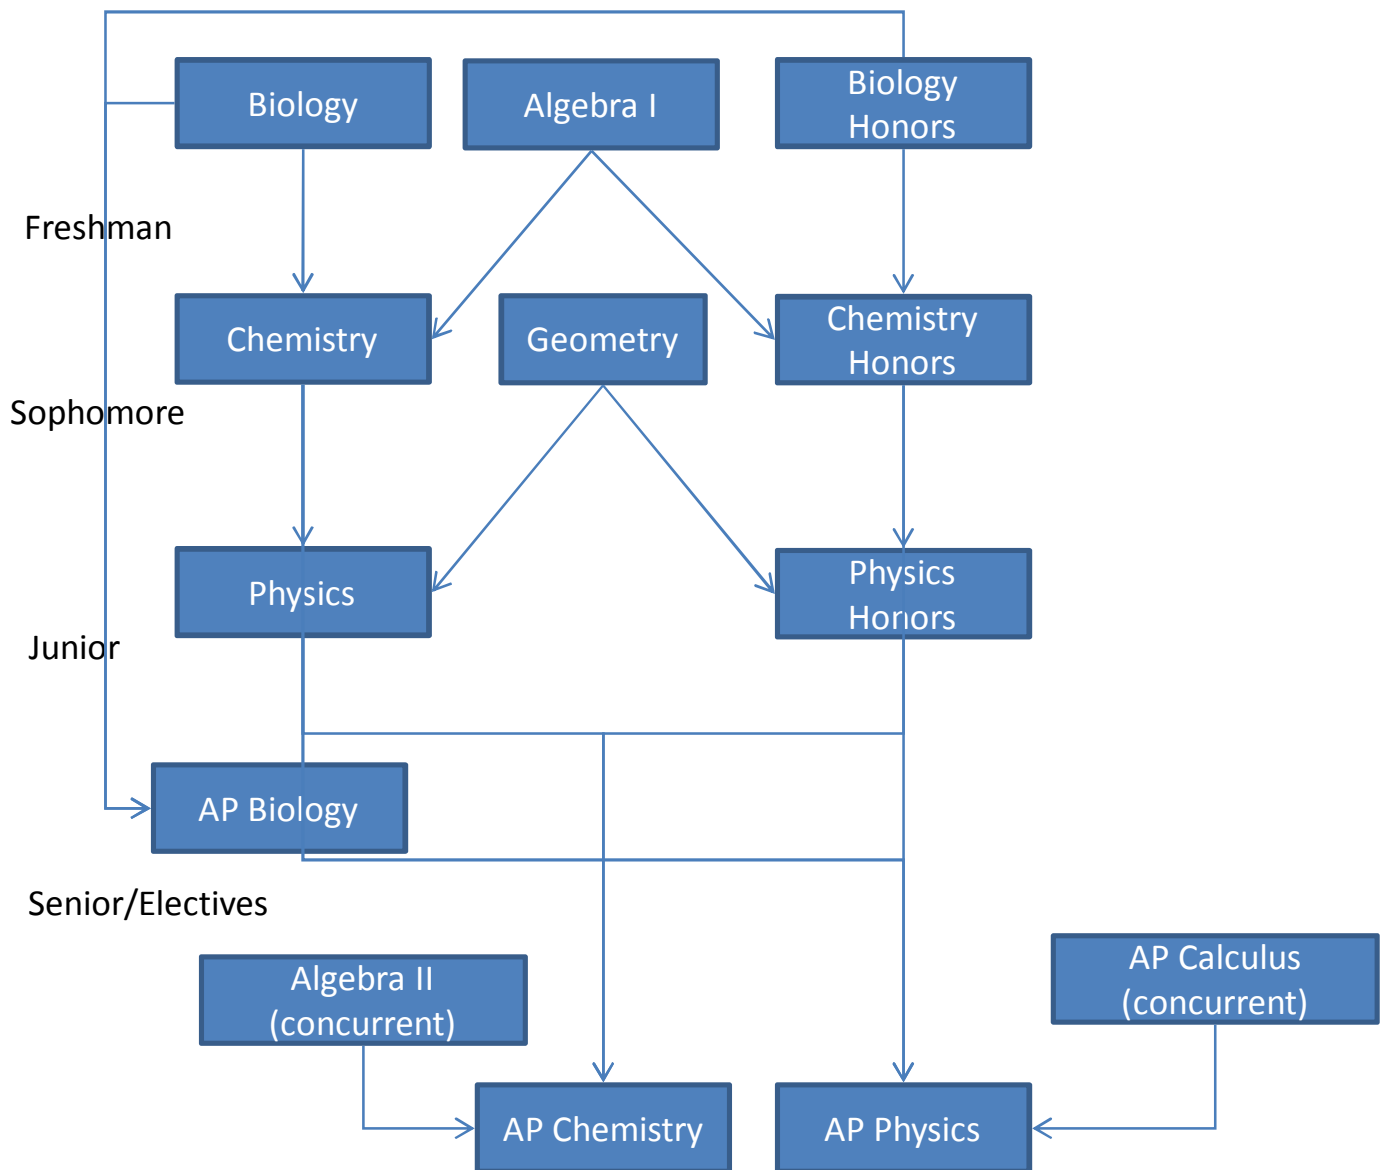 Biology
Algebra I
Biology
Honors
Freshman
Chemistry
Geometry
Chemistry
Honors
Sophomore
Physics
Physics
Honors
Junior
AP Biology
Senior/Electives
Algebra II
(concurrent)
AP Calculus
(concurrent)
AP Chemistry
AP Physics